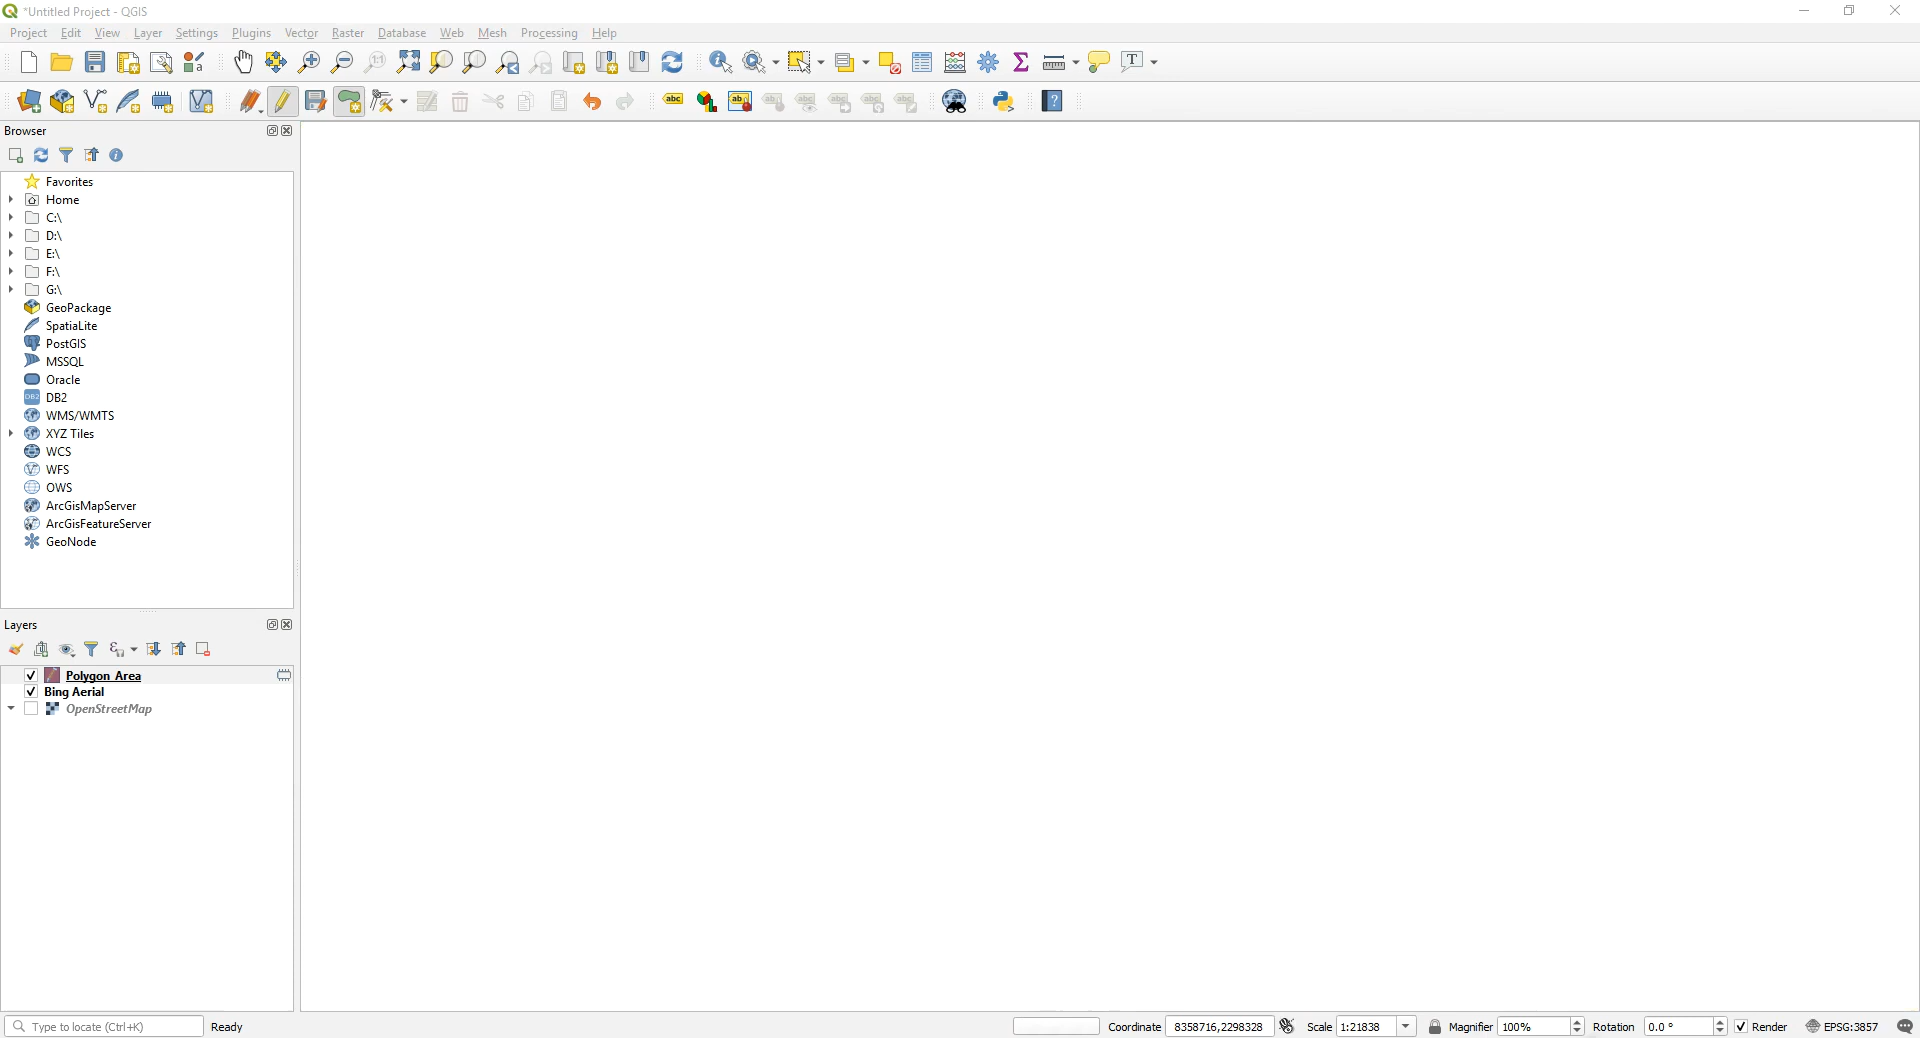 *Untitled Project - QGIS
Project Edit View Layer Settings Plugins Vector Raster Database Web Mesh Processing Help
Browser
Favorites
Home
C:\
D:\
E:\
F:\
G:\
GeoPackage
SpatiaLite
PostGIS
MSSQL
Oracle
DB2
WMS/WMTS
XYZ Tiles
WCS
WFS
OWS
ArcGisMapServer
ArcGisFeatureServer
GeoNode
Layers
Polygon Area
Bing Aerial
OpenStreetMap
Type to locate (Ctrl+K) Ready Coordinate 8358716,2298328 Scale 1:21838 Magnifier 100% Rotation 0.0 ° Render EPSG:3857